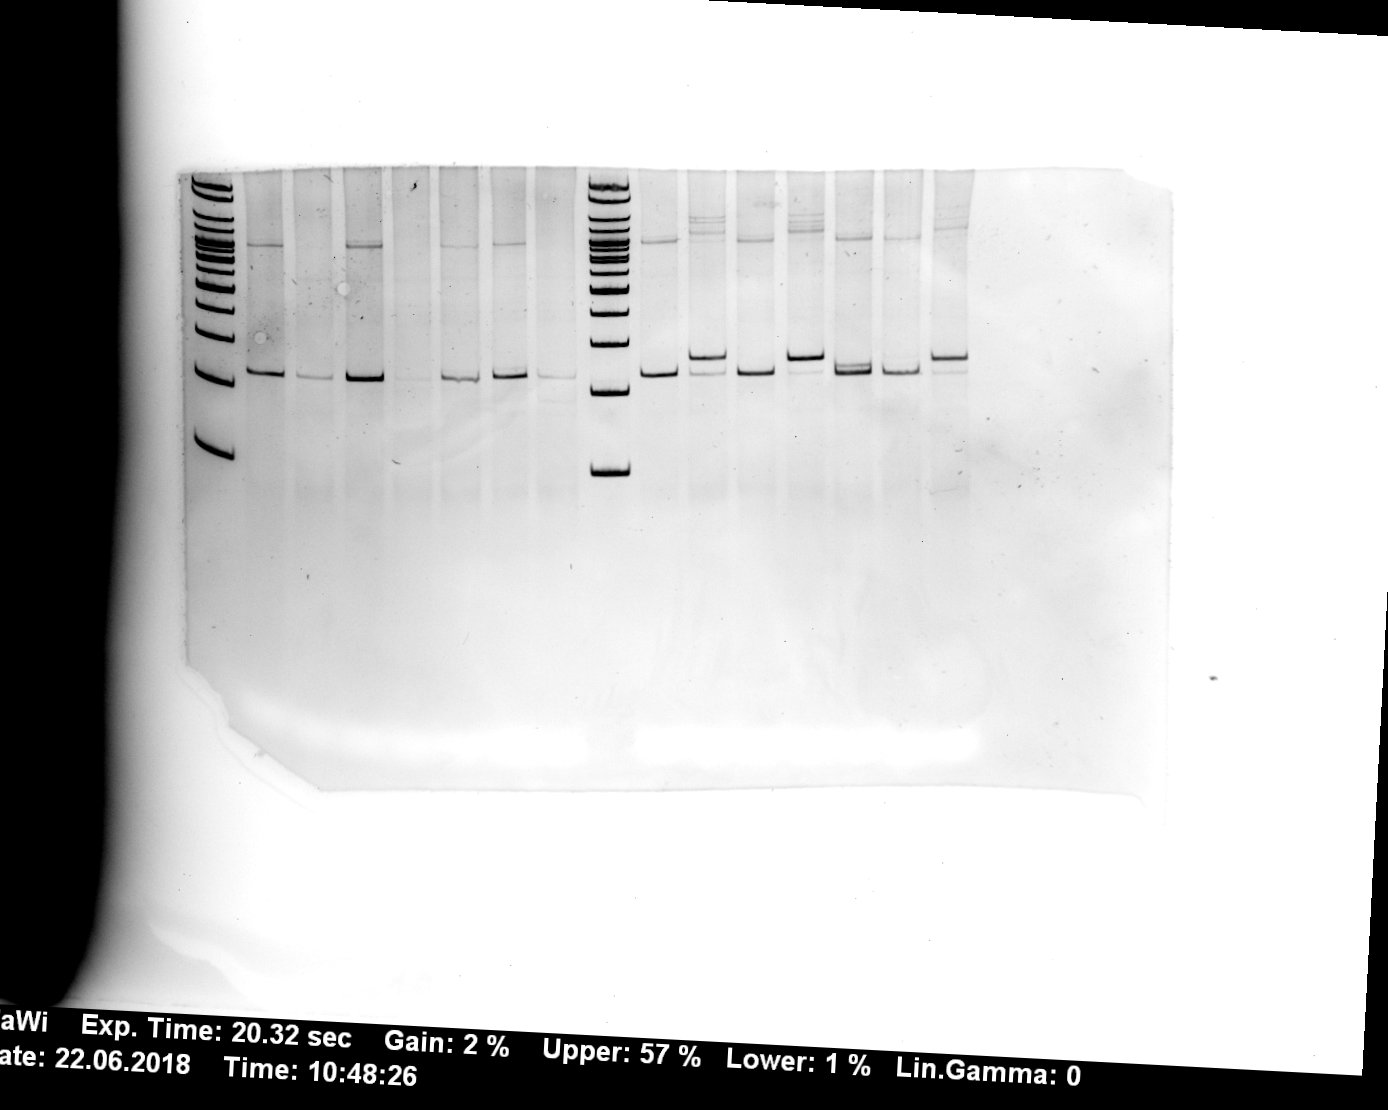 aWi Exp. Time: 20.32 sec Gain: 2 % Upper: 57 % Lower: 1 % Lin.Gamma: 0
ate: 22.06.2018 Time: 10:48:26